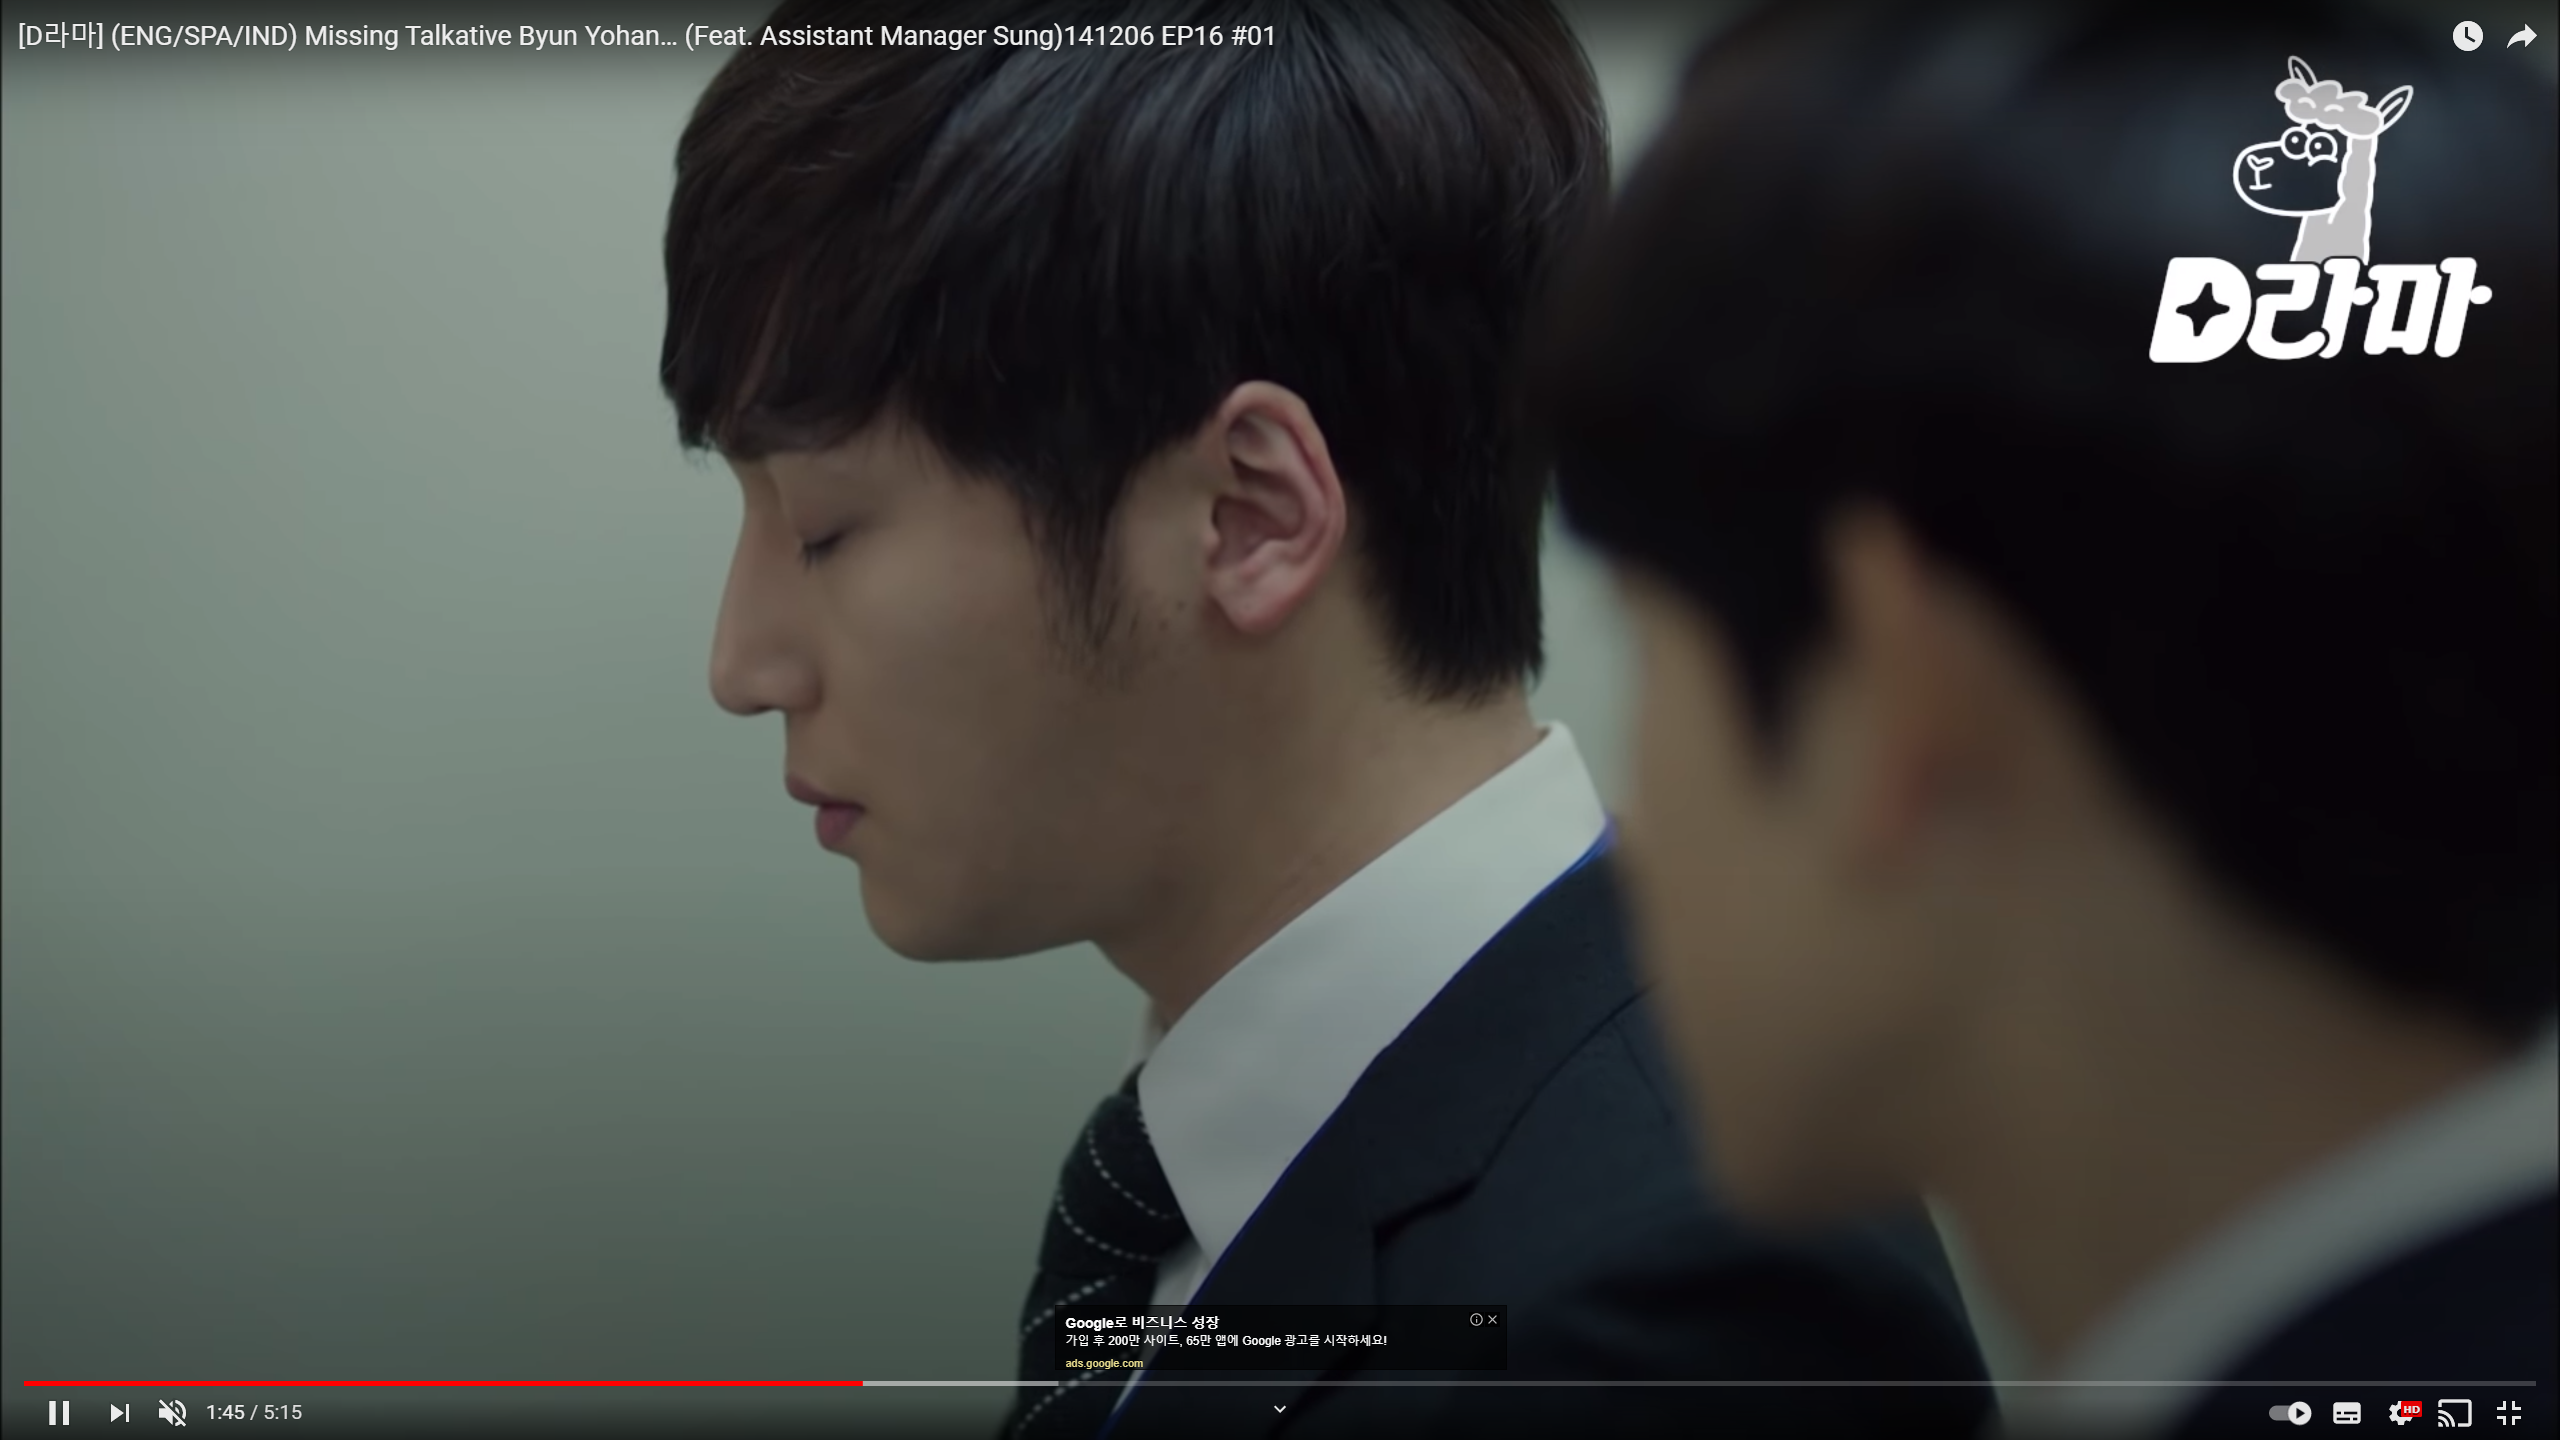 [D라마] (ENG/SPA/IND) Missing Talkative Byun Yohan... (Feat. Assistant Manager Sung)141206 EP16 #01
D라마
Google로 비즈니스 성장
가입 후 200만 사이트, 65만 앱에 Google 광고를 시작하세요!
ads.google.com
1:45 / 5:15
HD